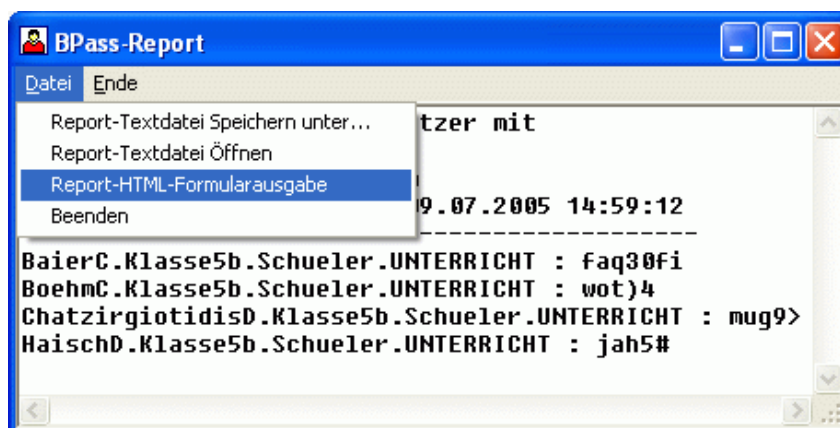 BPass-Report
Datei Ende
Report-Textdatei Speichern unter...
Report-Textdatei Öffnen
Report-HTML-Formularausgabe
Beenden
tzer mit
9.07.2005 14:59:12
--------------------
BaierC.Klasse5b.Schueler.UNTERRICHT : faq30fi
BoehmC.Klasse5b.Schueler.UNTERRICHT : wot)4
ChatzirgiotidisD.Klasse5b.Schueler.UNTERRICHT : mug9>
HaischD.Klasse5b.Schueler.UNTERRICHT : jah5#